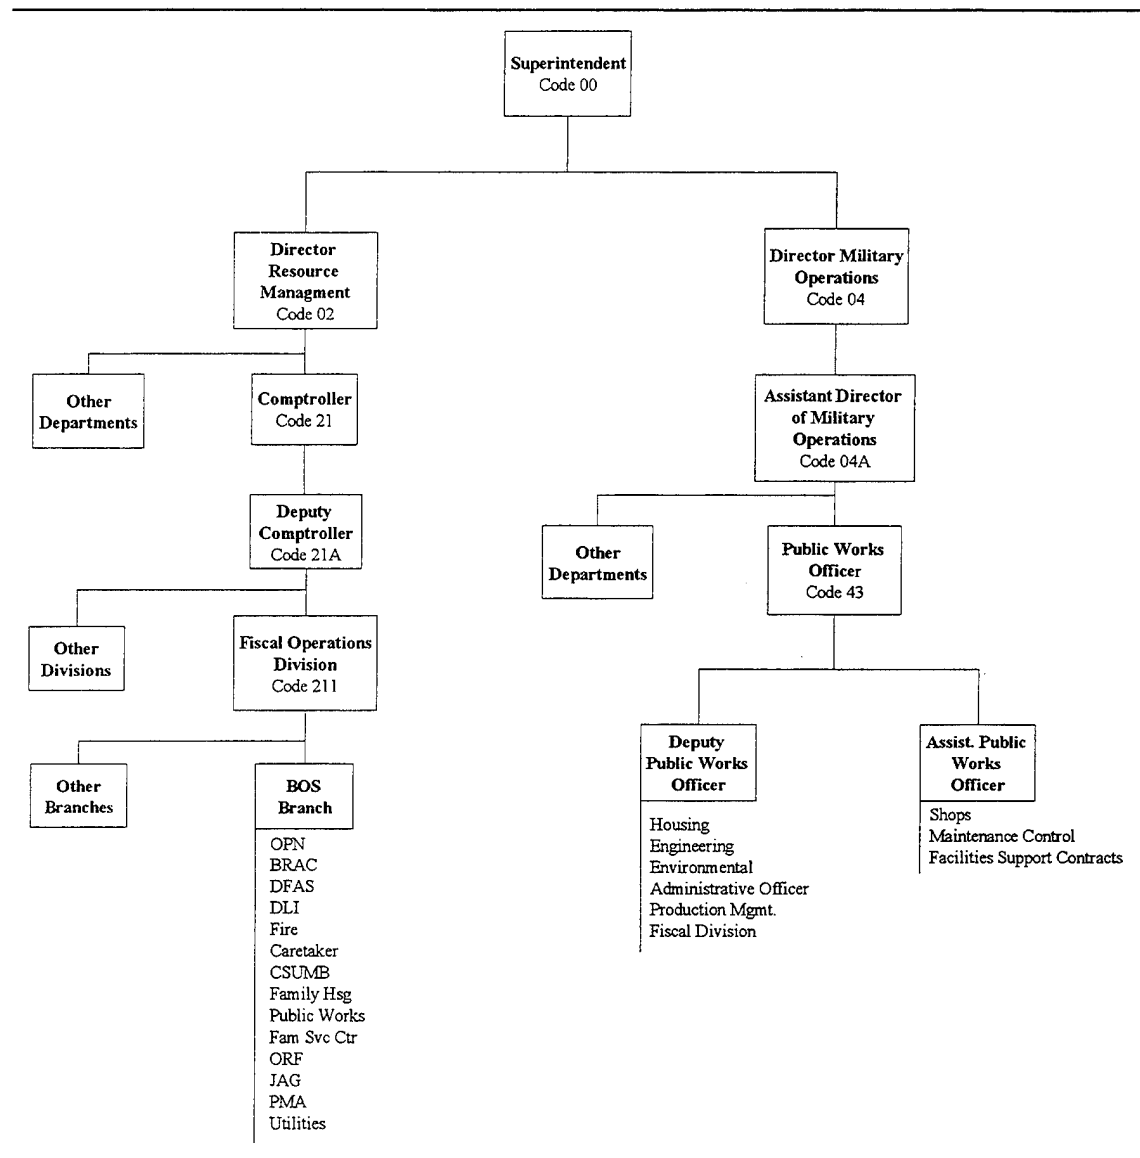 Superintendent
Code 00
Director
Resource
Managment
Code 02
Director Military
Operations
Code 04
Other
Departments
Comptroller
Code 21
Assistant Director
of Military
Operations
Code 04A
Deputy
Comptroller
Code 21A
Other
Departments
Public Works
Officer
Code 43
Other
Divisions
Fiscal Operations
Division
Code 211
Deputy
Public Works
Officer
Housing
Engineering
Environmental
Administrative Officer
Production Mgmt.
Fiscal Division
Assist. Public
Works
Officer
Shops
Maintenance Control
Facilities Support Contracts
Other
Branches
BOS
Branch
OPN
BRAC
DFAS
DLI
Fire
Caretaker
CSUMB
Family Hsg
Public Works
Fam Svc Ctr
ORF
JAG
PMA
Utilities